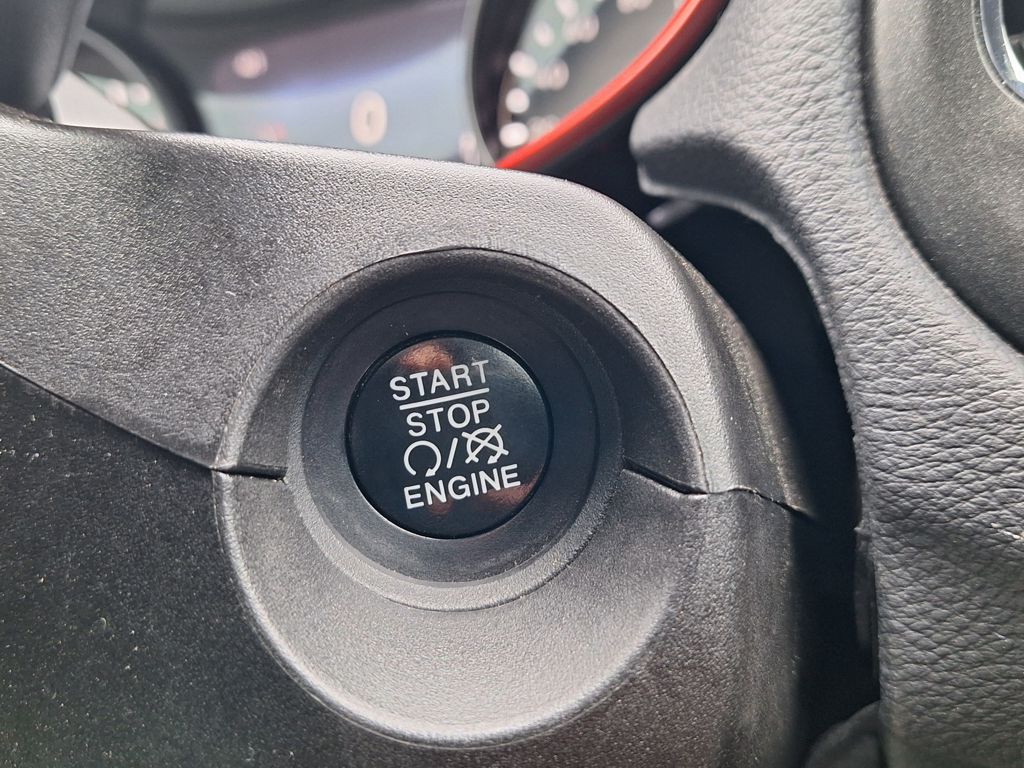 START
STOP
/
ENGINE